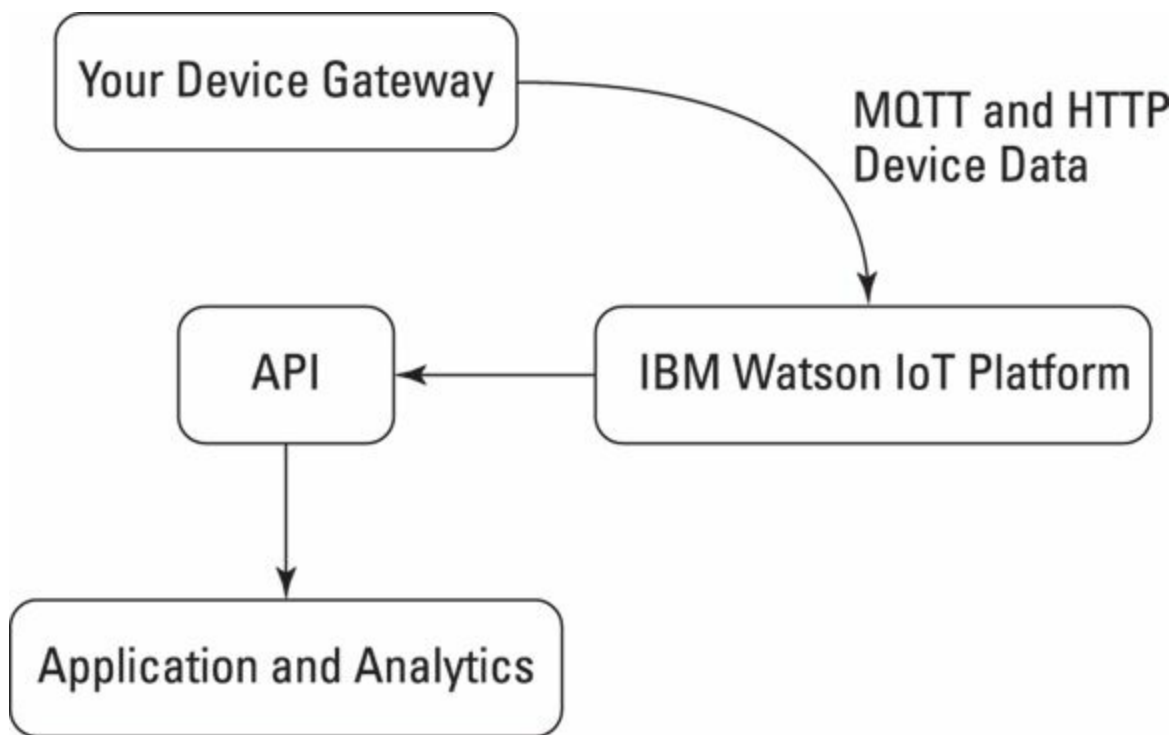 Your Device Gateway
MQTT and HTTP
Device Data
API
IBM Watson IoT Platform
Application and Analytics